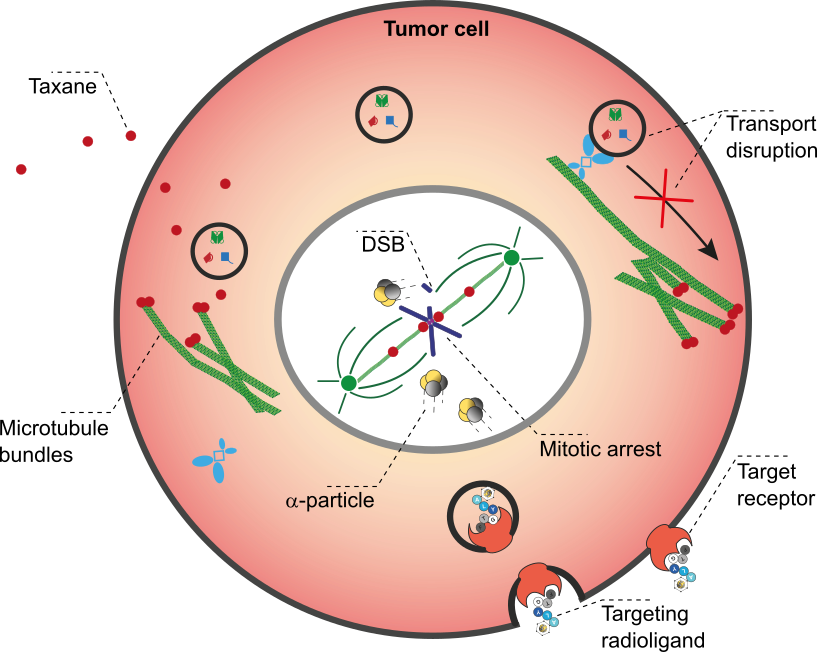 Tumor cell
Taxane
Transport
disruption
DSB
Microtubule
bundles
Mitotic arrest
α-particle
Target
receptor
Targeting
radioligand